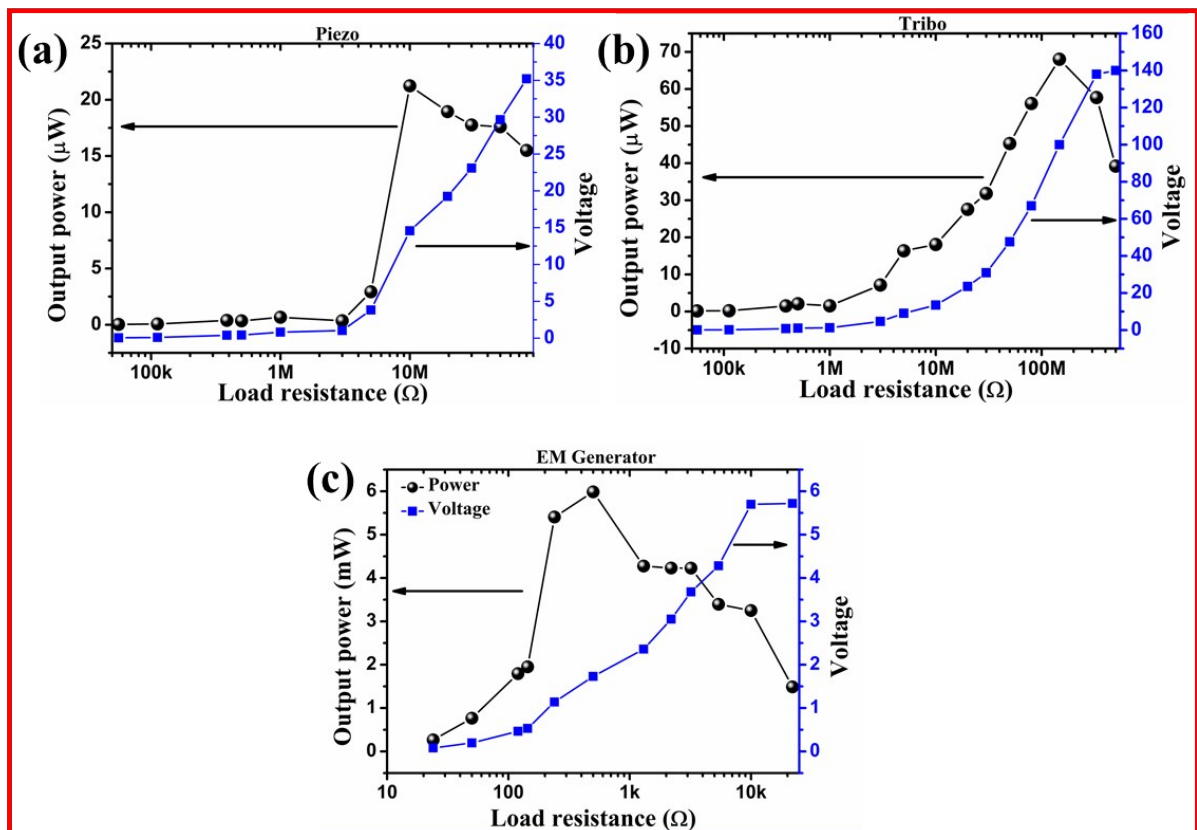 (a)
Piezo
Output power (µW)
25
20
15
10
5
0
40
35
30
25
20
15
10
5
0
Voltage
100k 1M 10M
Load resistance (Ω)
(b)
Tribo
Output power (µW)
70
60
50
40
30
20
10
0
-10
160
140
120
100
80
60
40
20
0
Voltage
100k 1M 10M 100M
Load resistance (Ω)
(c)
EM Generator
Power
Voltage
Output power (mW)
6
5
4
3
2
1
0
6
5
4
3
2
1
0
Voltage
10 100 1k 10k
Load resistance (Ω)